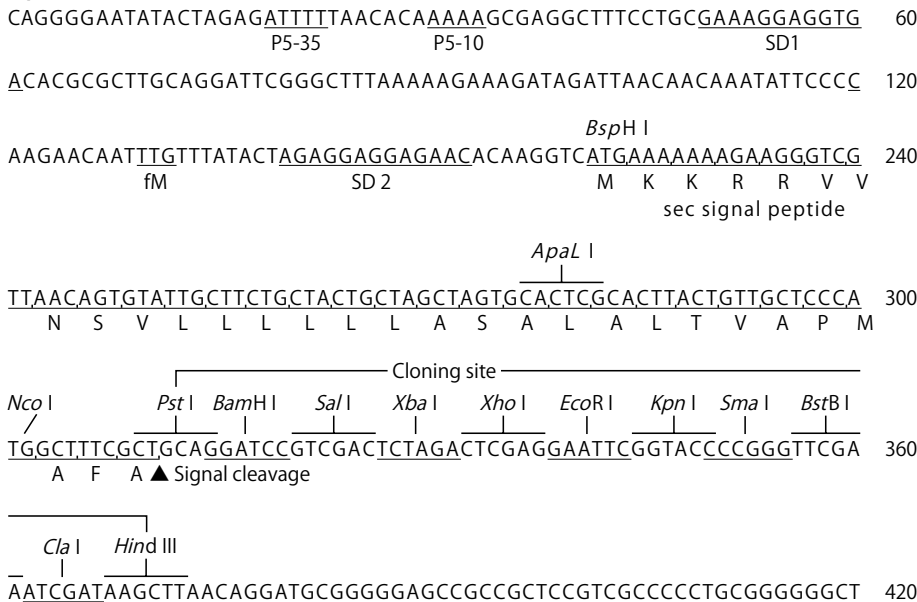 CAGGGGAATATACTAGAGATTTTTAACACAAAAAGCGAGGCTTTCCTGCGAAAGGAGGTG 60
P5-35 P5-10 SD1
ACACGCGCTTGCAGGATTCGGGCTTTAAAAAGAAAGATAGATTAACAACAAATATTCCCC 120
BspH I
AAGAACAATTTGTTTATACTAGAGGAGGAGAACACAAGGTCATGAAAAAAAGAAGGGTCG 240
fM SD 2 M K K R R V V
sec signal peptide
ApaL I
TTAACAGTGTATTGCTTCTGCTACTGCTAGCTAGTGCACTCGCACTTACTGTTGCTCCCA 300
N S V L L L L L L A S A L A L T V A P M
Cloning site
Nco I Pst I BamH I Sal I Xba I Xho I EcoR I Kpn I Sma I BstB I
TGGCTTTCGCTGCAGGATCCGTCGACTCTAGACTCGAGGAATTCGGTACCCCGGGTTCGA 360
A F A ▲ Signal cleavage
Cla I Hind III
AATCGATAAGCTTAACAGGATGCGGGGGAGCCGCCGCTCCGTCGCCCCCTGCGGGGGGCT 420